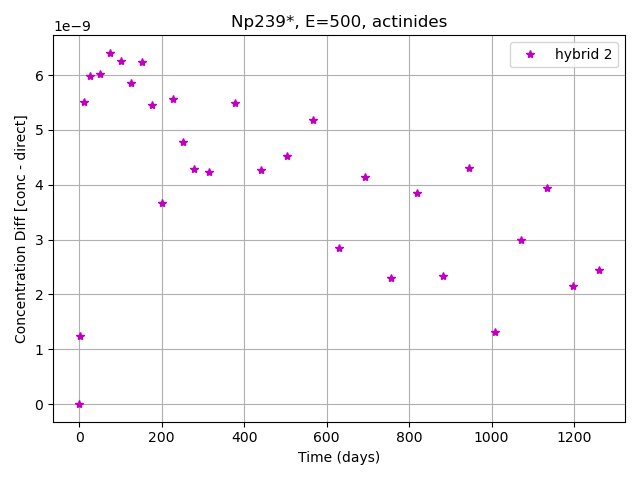 Np239*, E=500, actinides
1e−9
hybrid 2
6
5
4
3
2
1
0
Concentration Diff [conc - direct]
0 200 400 600 800 1000 1200
Time (days)